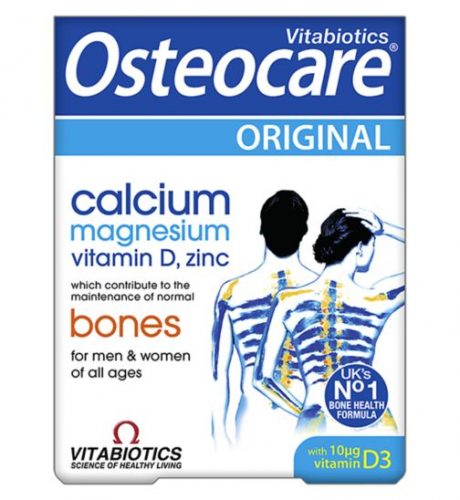 Vitabiotics
Osteocare®
ORIGINAL
calcium
magnesium
vitamin D, zinc
which contribute to the
maintenance of normal
bones
for men & women
of all ages
UK's
No1
BONE HEALTH
FORMULA
VITABIOTICS
SCIENCE OF HEALTHY LIVING
with 10µg
vitamin D3